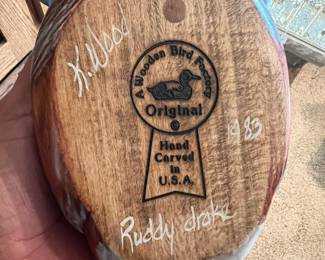 K. Wood
A Wooden Bird Factory
Original
©
Hand
Carved
in
U.S.A.
1983
Ruddy drake